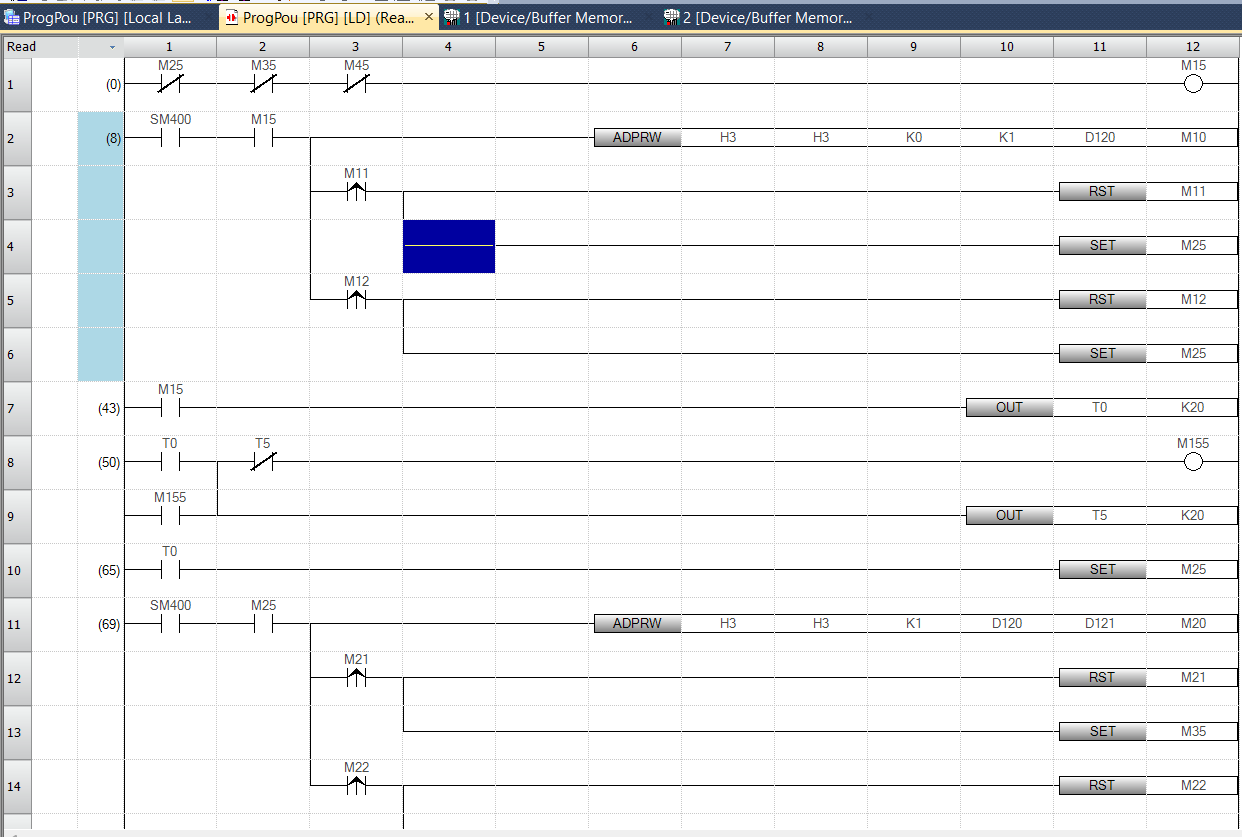 ProgPou [PRG] [Local La... ProgPou [PRG] [LD] (Rea... 1 [Device/Buffer Memor... 2 [Device/Buffer Memor...
Read 1 2 3 4 5 6 7 8 9 10 11 12
M25 M35 M45 M15
1 (0)
SM400 M15
2 (8) ADPRW H3 H3 K0 K1 D120 M10
M11
3 RST M11
4 SET M25
M12
5 RST M12
6 SET M25
M15
7 (43) OUT T0 K20
T0 T5 M155
8 (50)
M155
9 OUT T5 K20
T0
10 (65) SET M25
SM400 M25
11 (69) ADPRW H3 H3 K1 D120 D121 M20
M21
12 RST M21
13 SET M35
M22
14 RST M22